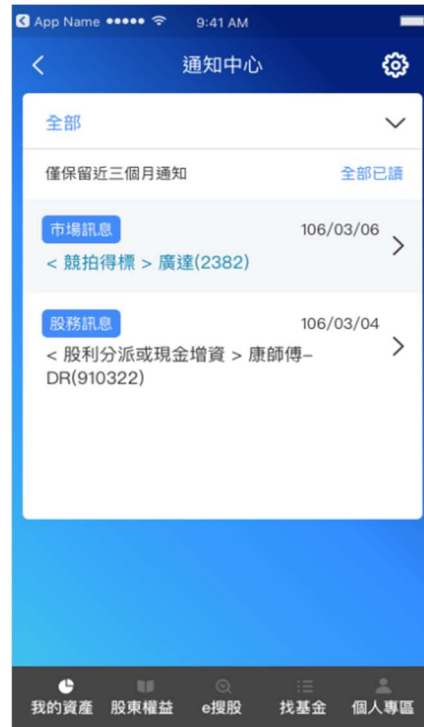 App Name 9:41 AM
通知中心
全部
僅保留近三個月通知 全部已讀
市場訊息 106/03/06
< 競拍得標 > 廣達(2382)
股務訊息 106/03/04
< 股利分派或現金增資 > 康師傅-
DR(910322)
我的資產 股東權益 e搜股 找基金 個人專區